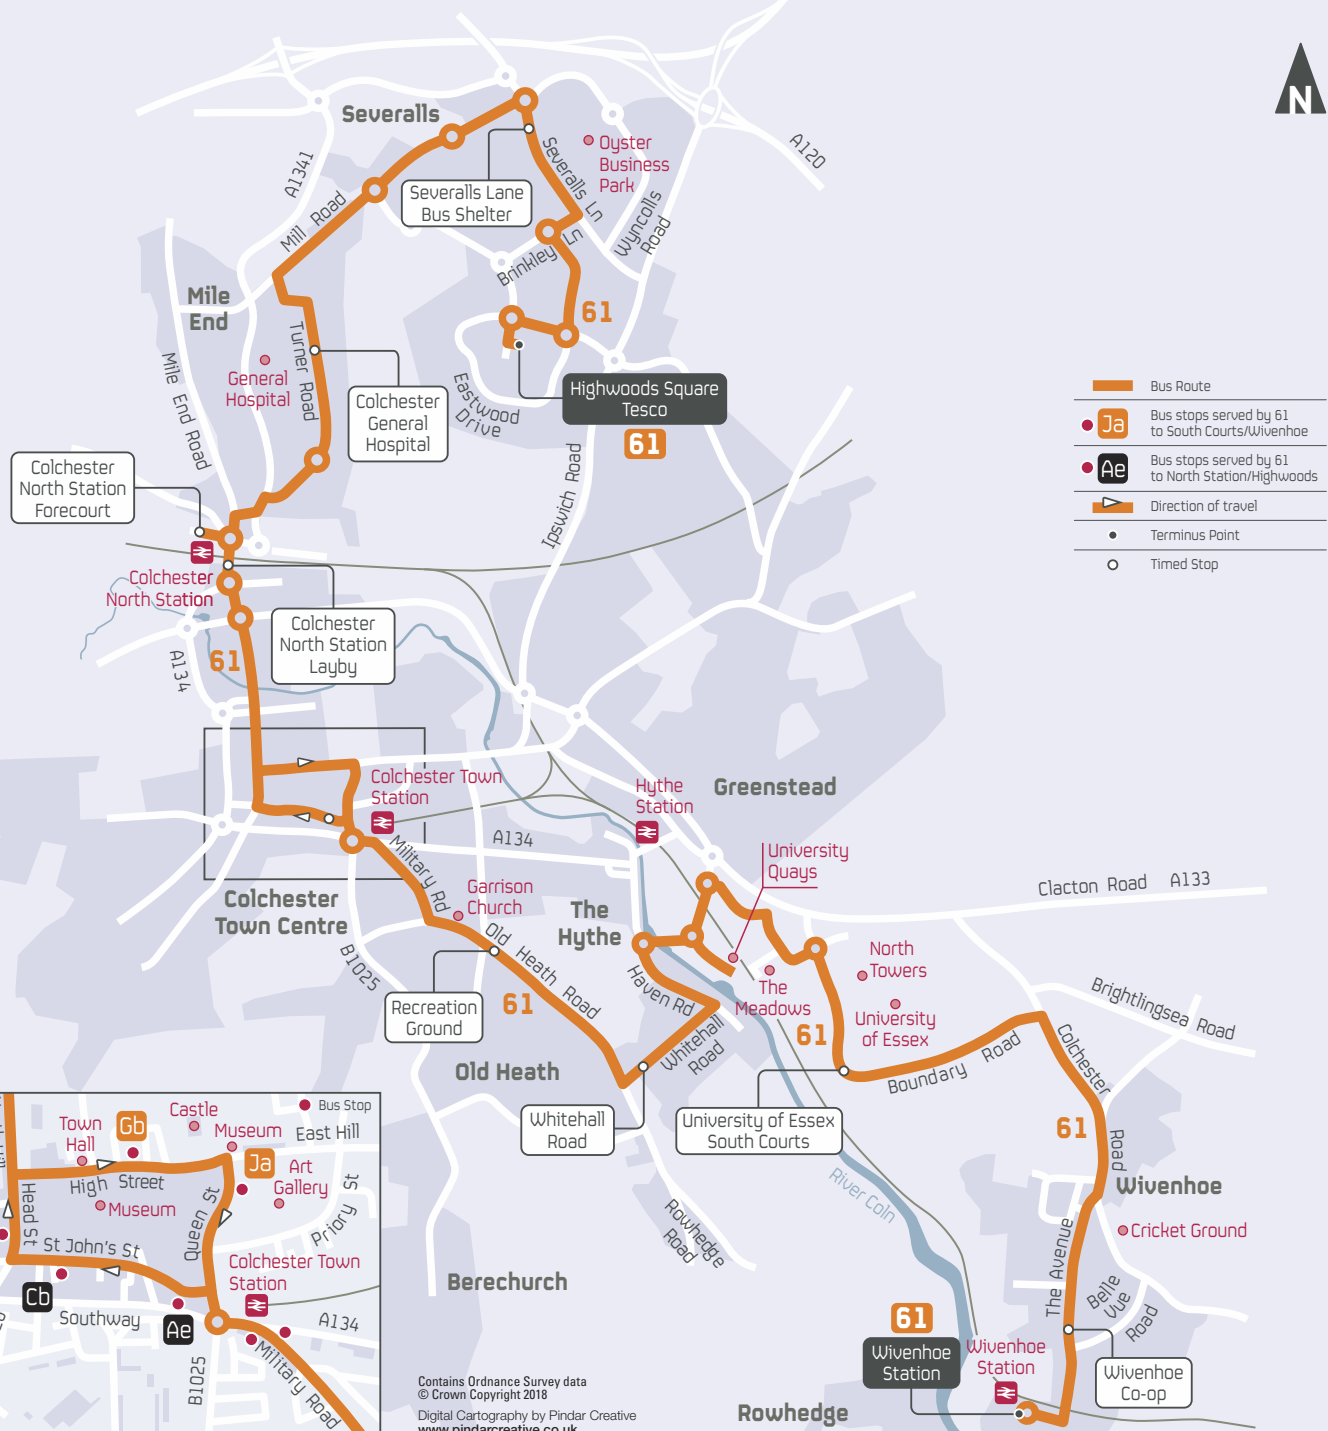 N
Severalls
A1341
Mill Road
Severalls Lane
Bus Shelter
Severalls Ln
Oyster
Business
Park
A120
Wyncolls
Road
Brinkley Ln
61
Mile
End
Turner Road
General
Hospital
Mile End Road
Colchester
General
Hospital
Eastwood
Drive
Highwoods Square
Tesco
61
Ipswich Road
Bus Route
Ja
Bus stops served by 61
to South Courts/Wivenhoe
Ae
Bus stops served by 61
to North Station/Highwoods
Direction of travel
Terminus Point
Timed Stop
Colchester
North Station
Forecourt
Colchester
North Station
Colchester
North Station
Layby
61
A134
Colchester Town
Station
Military Rd
A134
Hythe
Station
Greenstead
University
Quays
Clacton Road A133
Colchester
Town Centre
Garrison
Church
The
Hythe
B1025
Old Heath Road
Recreation
Ground
61
Haven Rd
The
Meadows
North
Towers
University
of Essex
61
Brightlingsea Road
Old Heath
Whitehall
Road
Whitehall
Road
University of Essex
South Courts
Boundary Road
Colchester
Road
61
Wivenhoe
River Coln
Cricket Ground
Rowhedge
Road
Berechurch
The Avenue
Belle
Vue
Road
61
Wivenhoe
Station
Wivenhoe
Station
Wivenhoe
Co-op
Rowhedge
Town
Hall
Gb
Castle
Museum
Bus Stop
East Hill
Ja
Art
Gallery
High Street
Museum
Head St
Queen St
Priory St
St John's St
Colchester Town
Station
Cb
Southway
Ae
A134
B1025
Military Road
Contains Ordnance Survey data
© Crown Copyright 2018
Digital Cartography by Pindar Creative
www.pindarcreative.co.uk